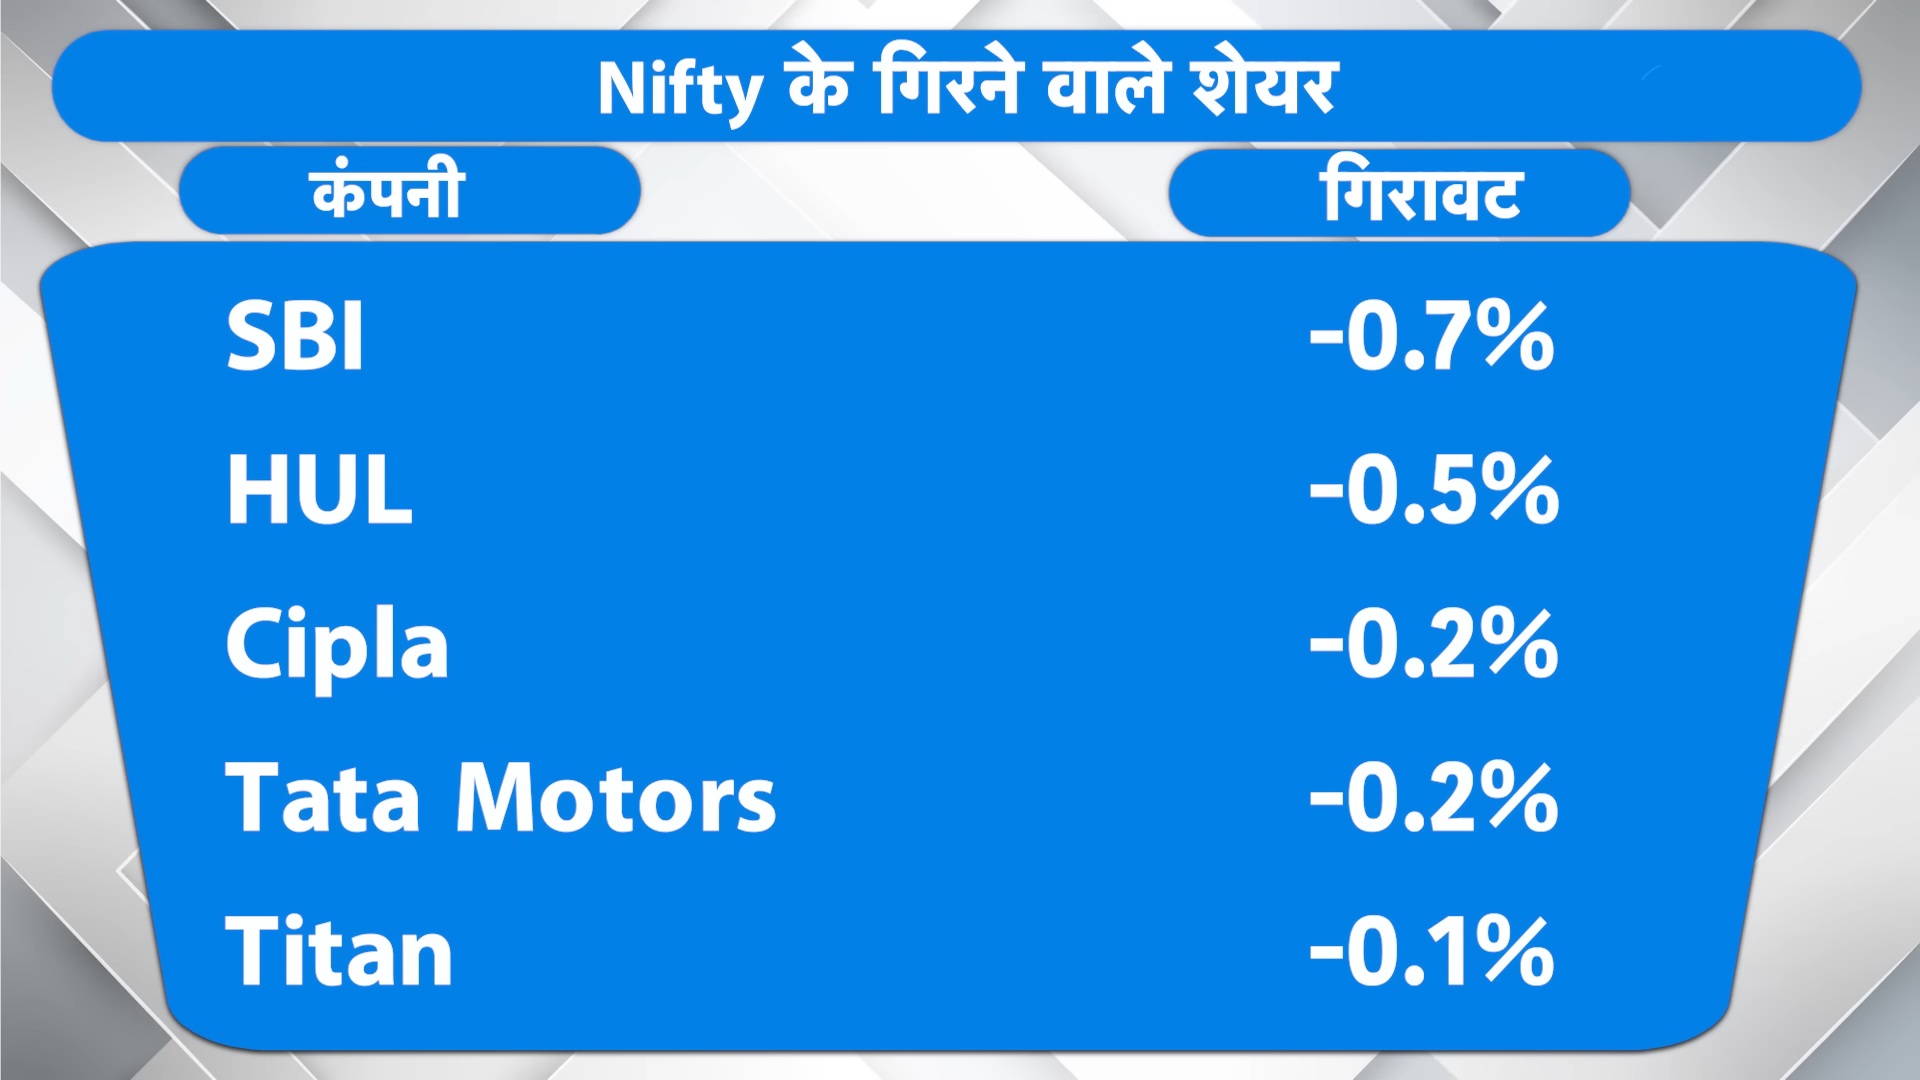 Nifty के गिरने वाले शेयर
कंपनी गिरावट
SBI -0.7%
HUL -0.5%
Cipla -0.2%
Tata Motors -0.2%
Titan -0.1%